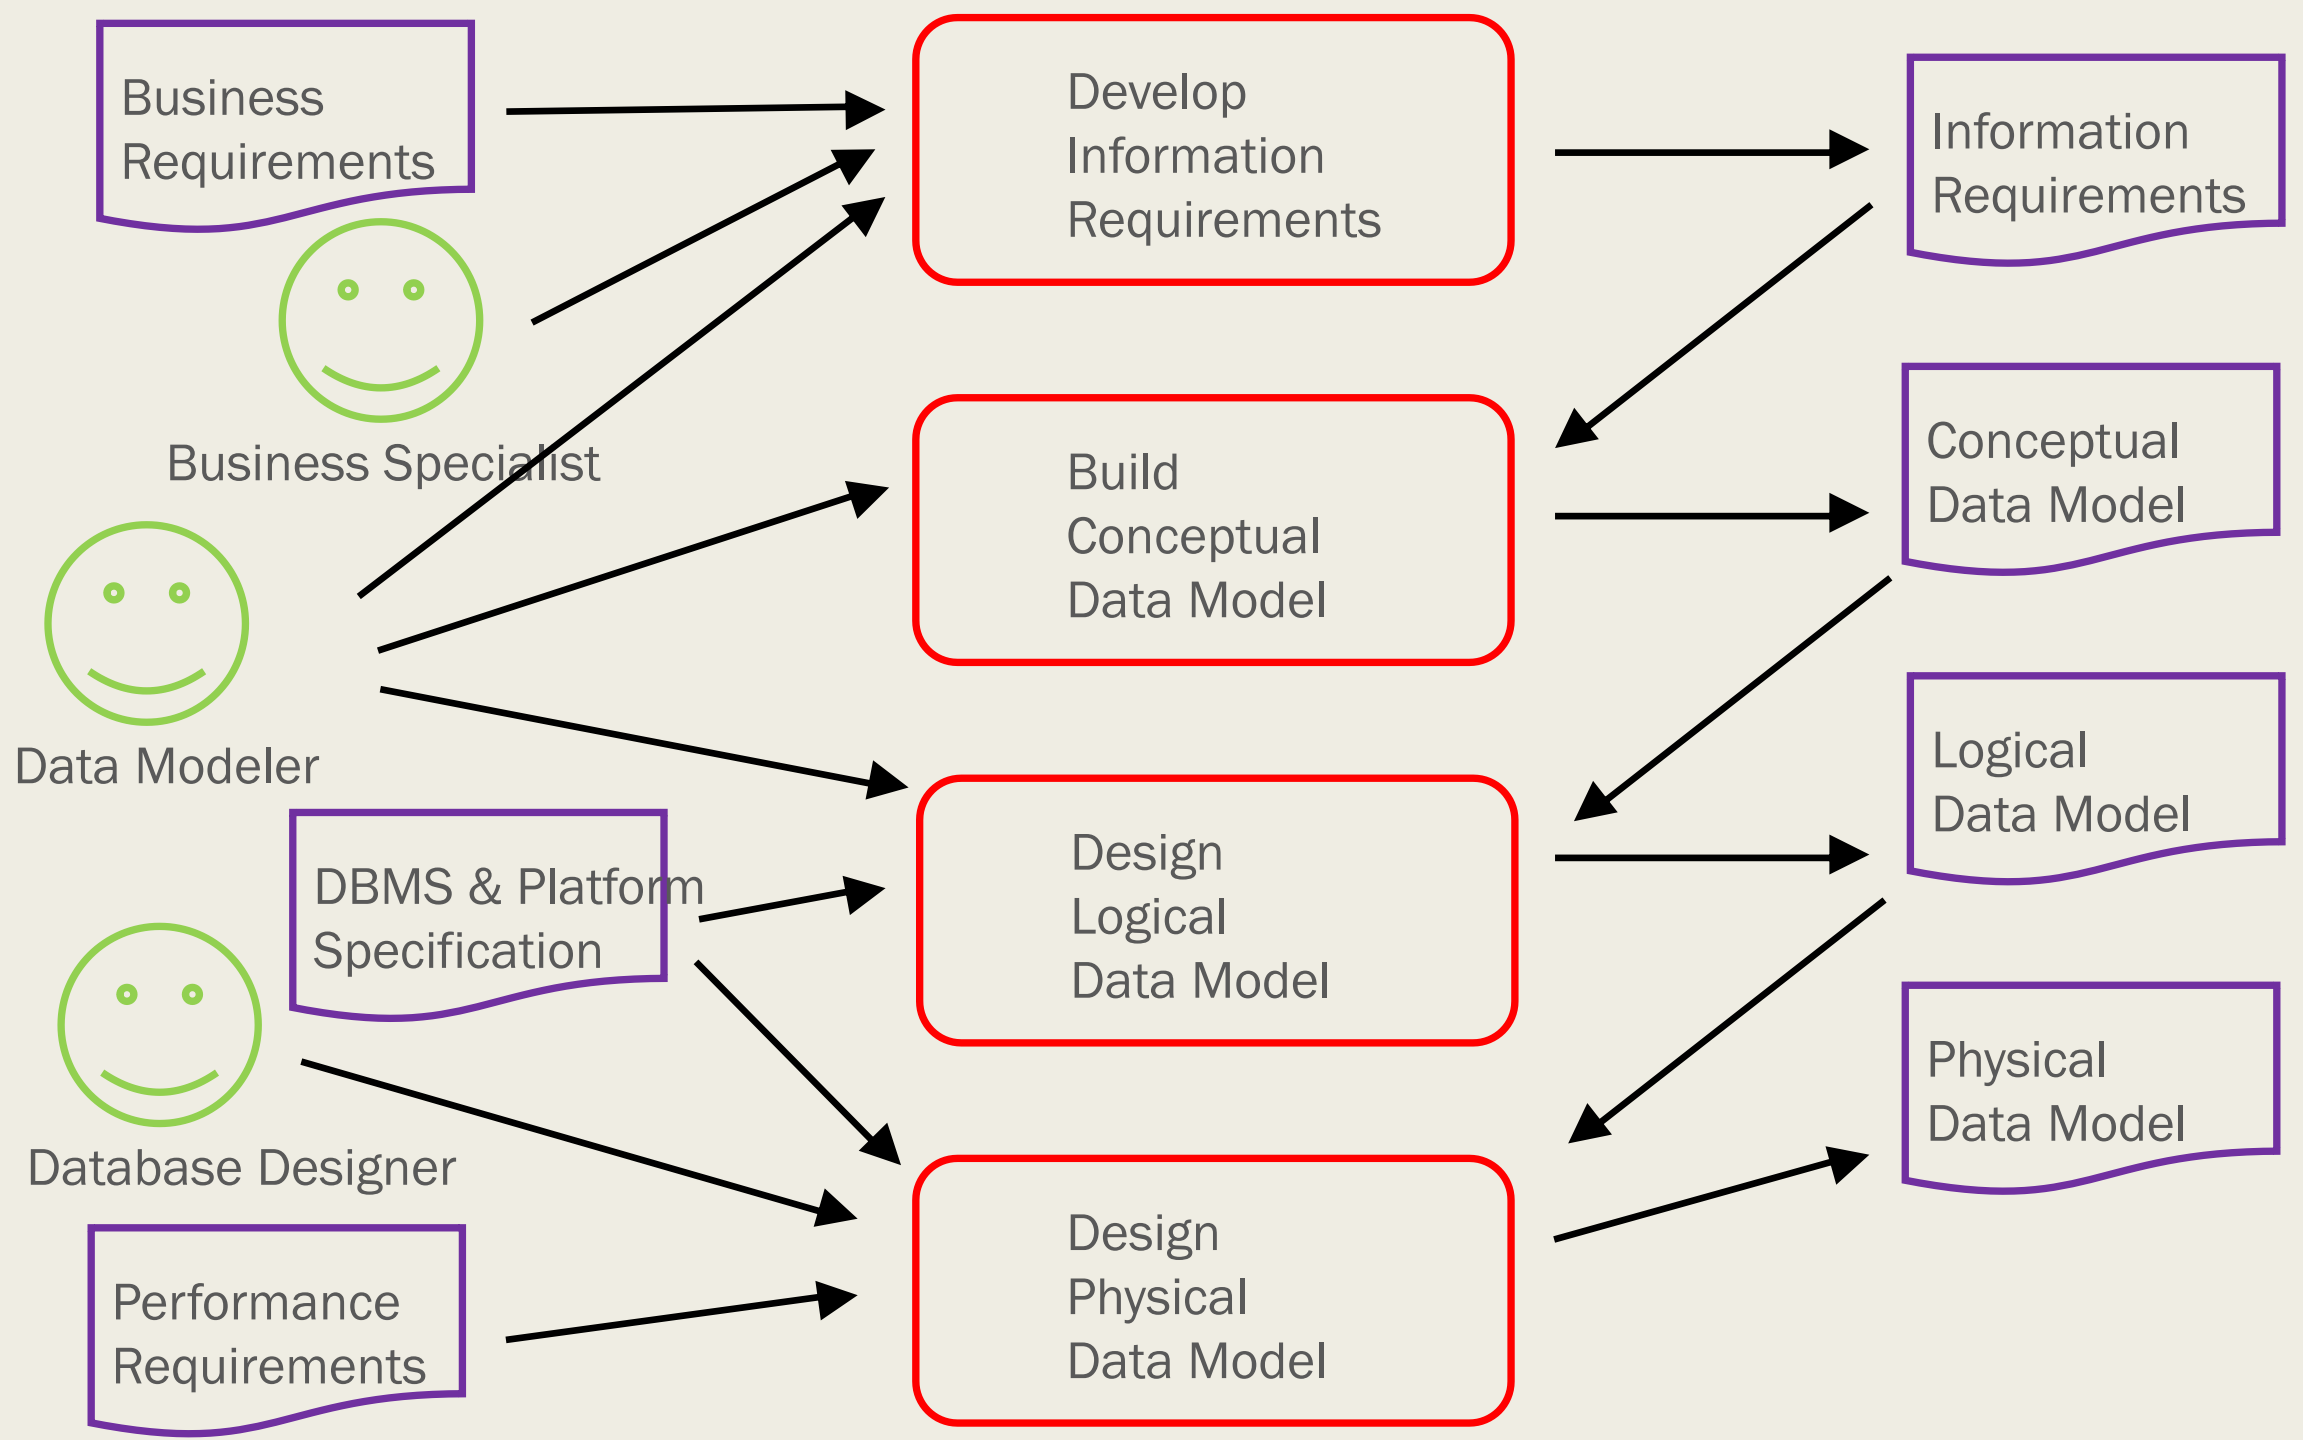 Business
Requirements
Business Specialist
Data Modeler
DBMS & Platform
Specification
Database Designer
Performance
Requirements
Develop
Information
Requirements
Build
Conceptual
Data Model
Design
Logical
Data Model
Design
Physical
Data Model
Information
Requirements
Conceptual
Data Model
Logical
Data Model
Physical
Data Model